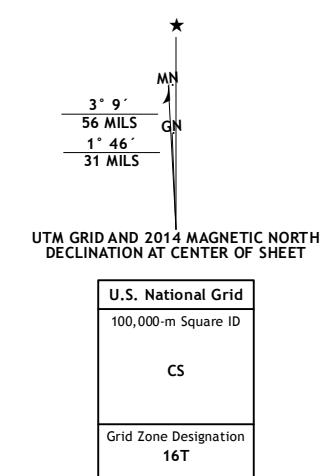 ★
MN
3° 9´
56 MILS
GN
1° 46´
31 MILS
UTM GRID AND 2014 MAGNETIC NORTH
DECLINATION AT CENTER OF SHEET
U.S. National Grid
100,000-m Square ID
CS
Grid Zone Designation
16T